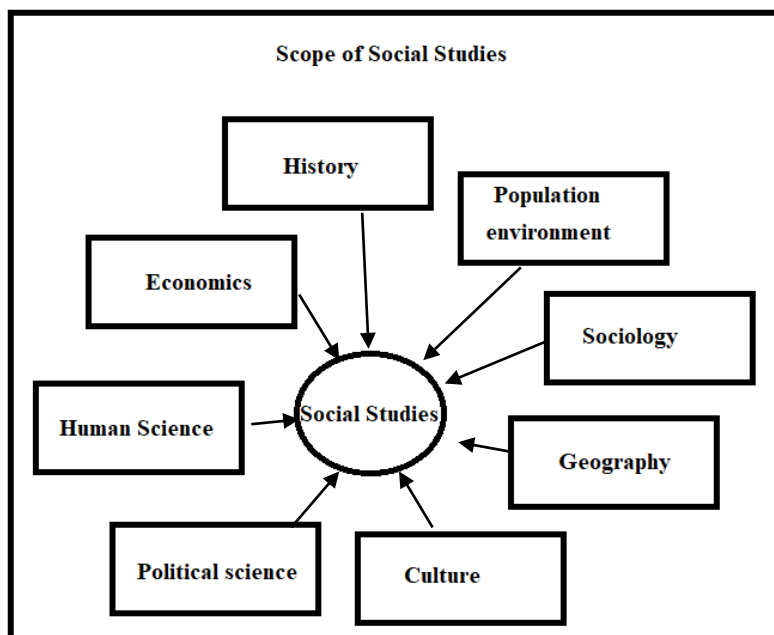 Scope of Social Studies
History
Population
environment
Economics
Sociology
Social Studies
Human Science
Geography
Political science
Culture